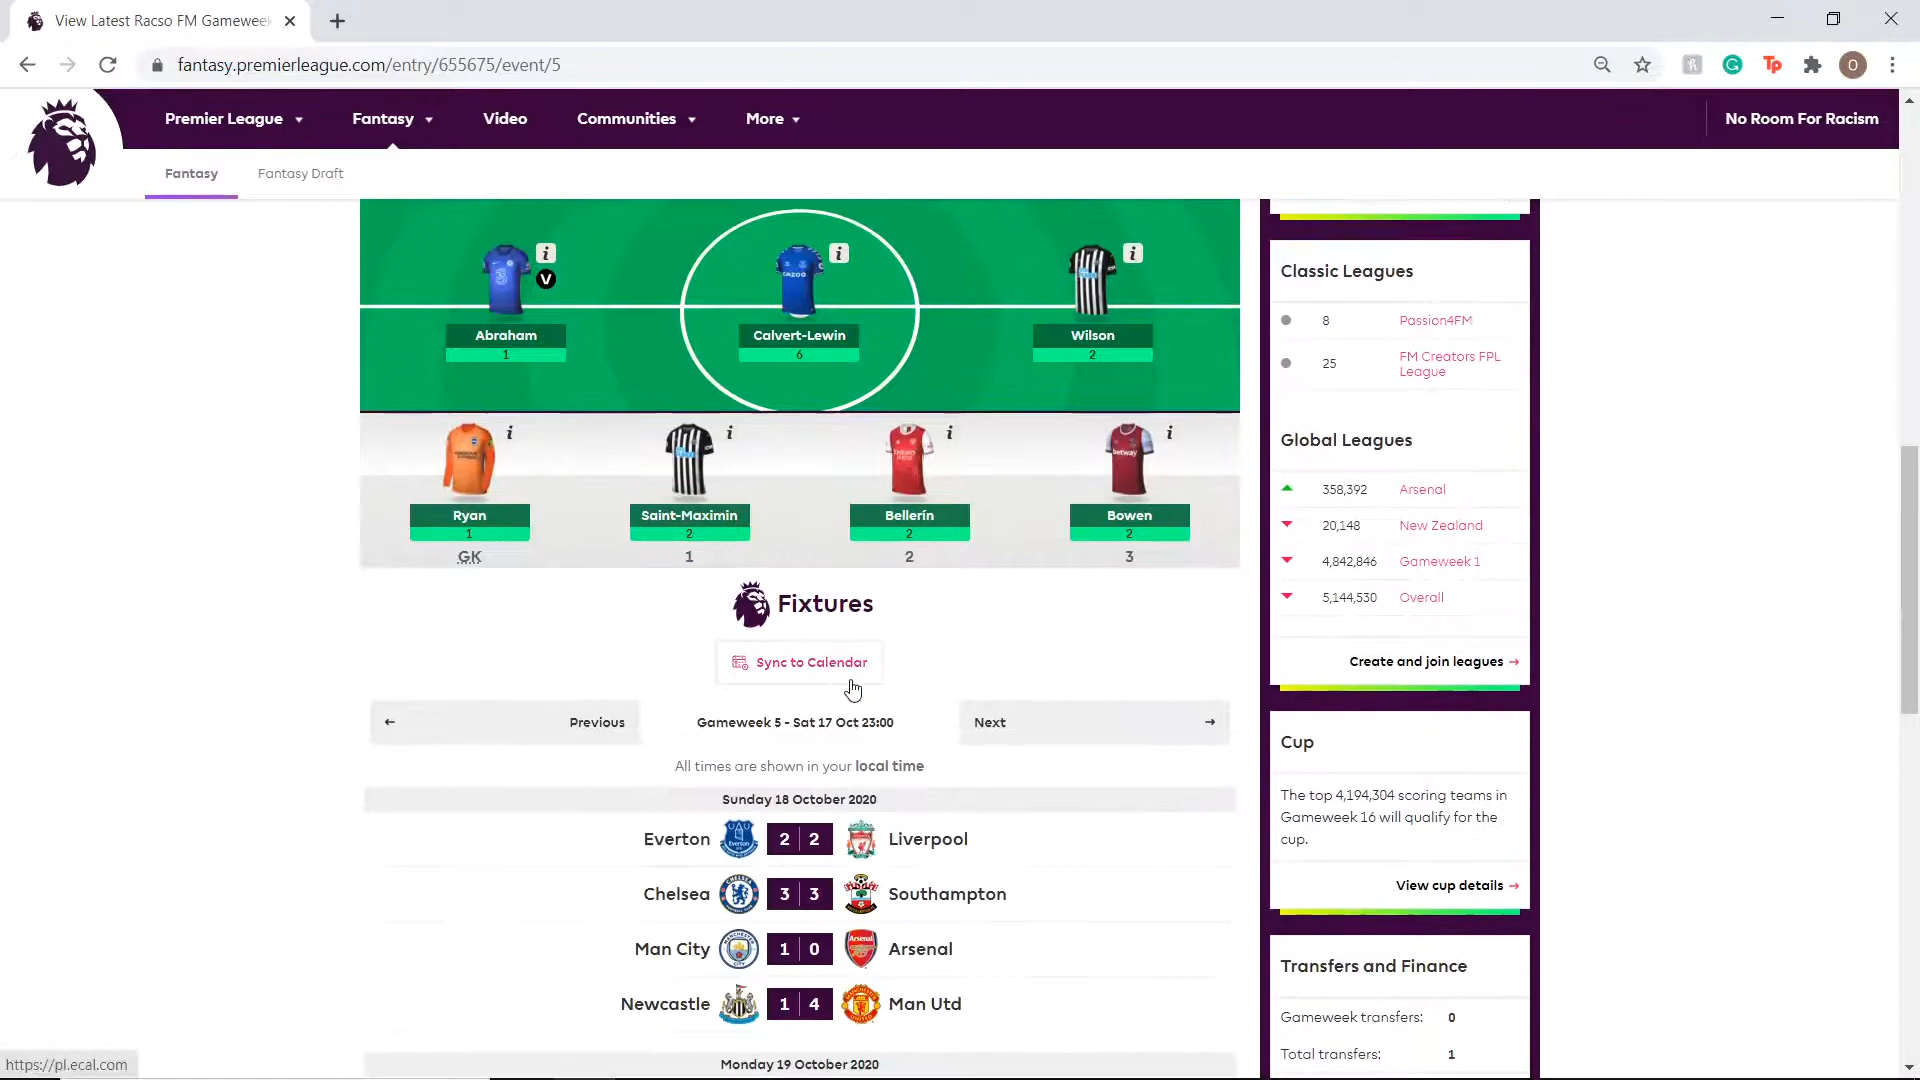 View Latest Racso FM Gameweek
fantasy.premierleague.com/entry/655675/event/5
O
Premier League
Fantasy
Video
Communities
More
No Room For Racism
Fantasy
Fantasy Draft
Abraham
1
V
Calvert-Lewin
6
Wilson
2
Ryan
1
GK
Saint-Maximin
2
1
Bellerín
2
2
Bowen
2
3
Fixtures
Sync to Calendar
Previous
Gameweek 5 - Sat 17 Oct 23:00
Next
All times are shown in your local time
Sunday 18 October 2020
Everton 2 2 Liverpool
Chelsea 3 3 Southampton
Man City 1 0 Arsenal
Newcastle 1 4 Man Utd
Monday 19 October 2020
Classic Leagues
8 Passion4FM
25 FM Creators FPL
League
Global Leagues
358,392 Arsenal
20,148 New Zealand
4,842,846 Gameweek 1
5,144,530 Overall
Create and join leagues
Cup
The top 4,194,304 scoring teams in
Gameweek 16 will qualify for the
cup.
View cup details
Transfers and Finance
Gameweek transfers: 0
Total transfers: 1
https://pl.ecal.com